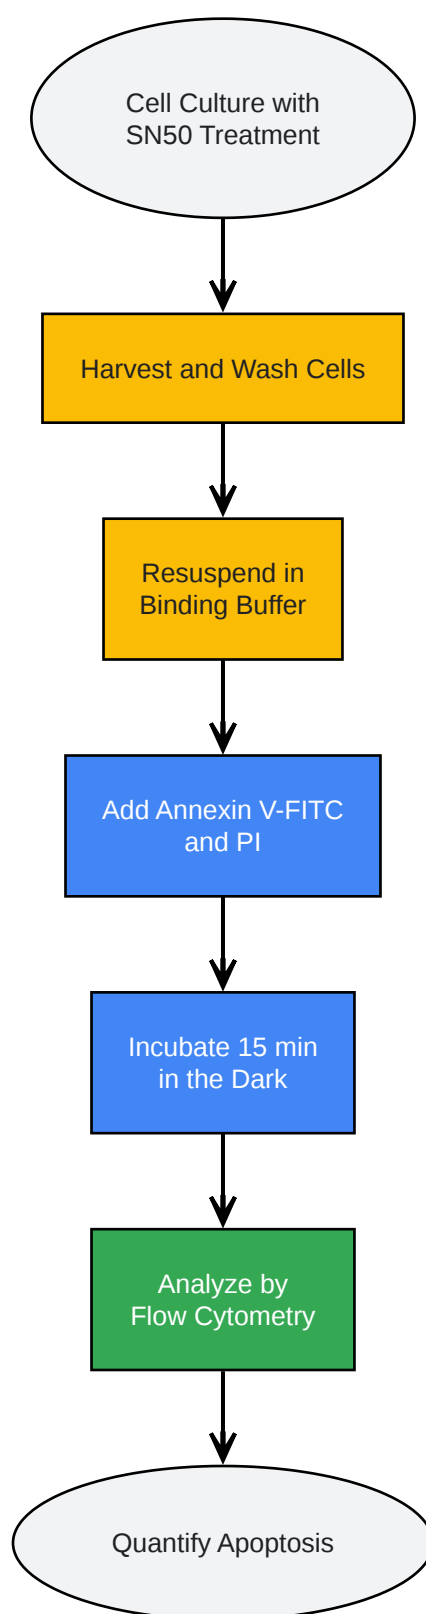 Cell Culture with
SN50 Treatment
Harvest and Wash Cells
Resuspend in
Binding Buffer
Add Annexin V-FITC
and PI
Incubate 15 min
in the Dark
Analyze by
Flow Cytometry
Quantify Apoptosis